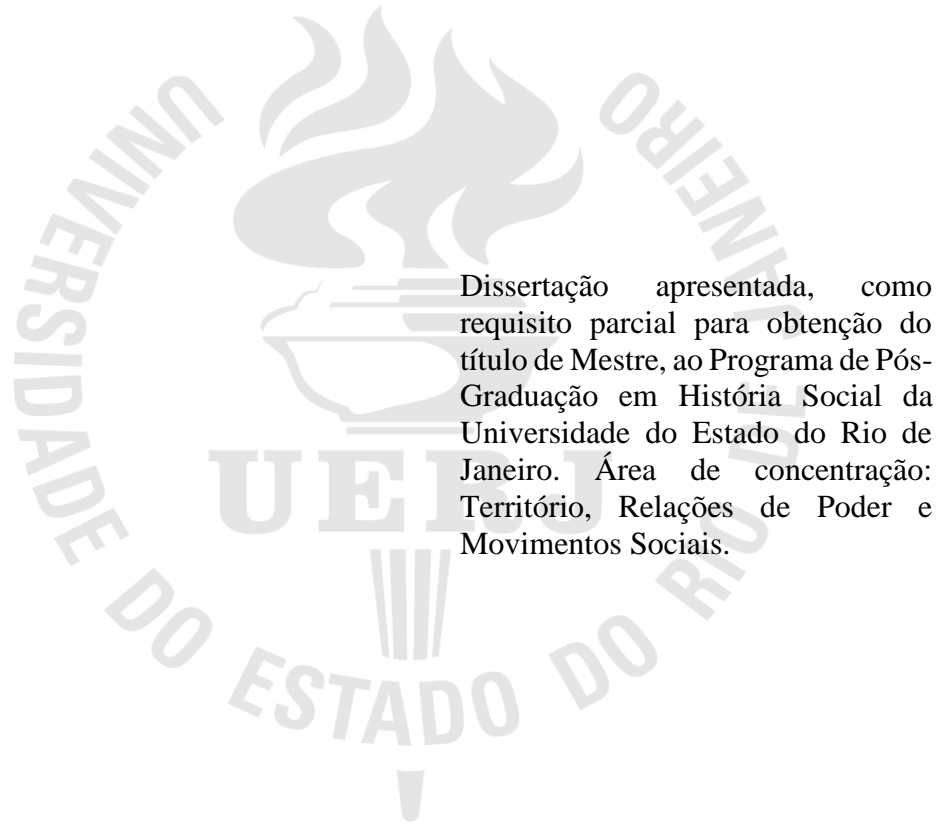 UNIVERSIDADE DO ESTADO DO RIO DE JANEIRO
UERJ
Dissertação apresentada, como
requisito parcial para obtenção do
título de Mestre, ao Programa de Pós-
Graduação em História Social da
Universidade do Estado do Rio de
Janeiro. Área de concentração:
Território, Relações de Poder e
Movimentos Sociais.